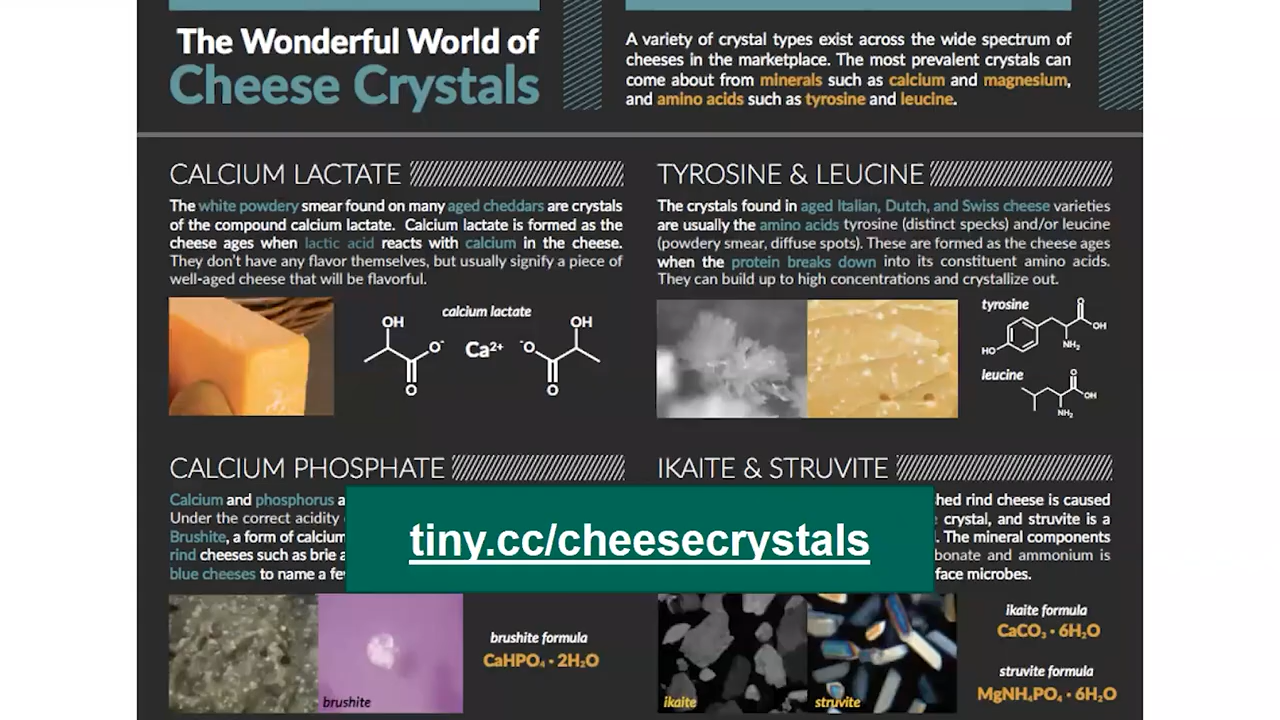 The Wonderful World of
Cheese Crystals
A variety of crystal types exist across the wide spectrum of
cheeses in the marketplace. The most prevalent crystals can
come about from minerals such as calcium and magnesium,
and amino acids such as tyrosine and leucine.
CALCIUM LACTATE
The white powdery smear found on many aged cheddars are crystals
of the compound calcium lactate. Calcium lactate is formed as the
cheese ages when lactic acid reacts with calcium in the cheese.
They don't have any flavor themselves, but usually signify a piece of
well-aged cheese that will be flavorful.
calcium lactate
OH
O⁻
Ca²⁺
⁻O
OH
O
O
TYROSINE & LEUCINE
The crystals found in aged Italian, Dutch, and Swiss cheese varieties
are usually the amino acids tyrosine (distinct specks) and/or leucine
(powdery smear, diffuse spots). These are formed as the cheese ages
when the protein breaks down into its constituent amino acids.
They can build up to high concentrations and crystallize out.
tyrosine
O
OH
HO
NH₂
leucine
O
OH
NH₂
CALCIUM PHOSPHATE
Calcium and phosphorus a
Under the correct acidity
Brushite, a form of calcium
rind cheeses such as brie a
blue cheeses to name a fe
brushite
brushite formula
CaHPO₄ · 2H₂O
IKAITE & STRUVITE
hed rind cheese is caused
crystal, and struvite is a
. The mineral components
bonate and ammonium is
face microbes.
ikaite
struvite
ikaite formula
CaCO₃ · 6H₂O
struvite formula
MgNH₄PO₄ · 6H₂O
tiny.cc/cheesecrystals